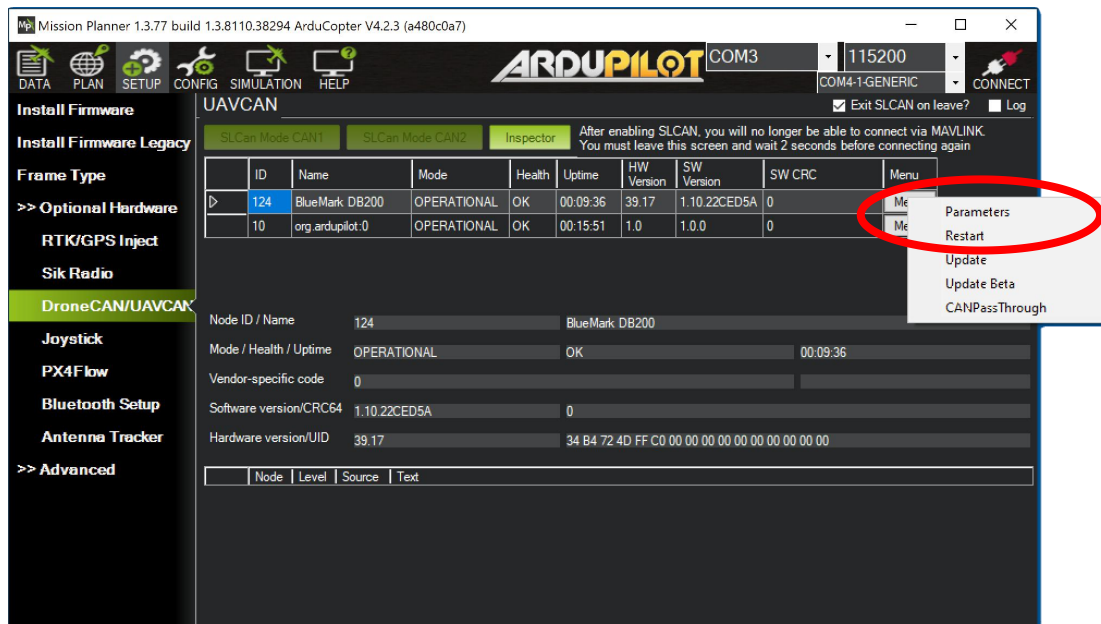 Mission Planner 1.3.77 build 1.3.8110.38294 ArduCopter V4.2.3 (a480c0a7)
DATA PLAN SETUP CONFIG SIMULATION HELP ARDUPILOT COM3 115200
COM4-1-GENERIC CONNECT
Install Firmware
Install Firmware Legacy
Frame Type
>> Optional Hardware
RTK/GPS Inject
Sik Radio
DroneCAN/UAVCAN
Joystick
PX4Flow
Bluetooth Setup
Antenna Tracker
>> Advanced
UAVCAN Exit SLCAN on leave? Log
SLCan Mode CAN1 SLCan Mode CAN2 Inspector
After enabling SLCAN, you will no longer be able to connect via MAVLINK.
You must leave this screen and wait 2 seconds before connecting again
ID Name Mode Health Uptime HW Version SW Version SW CRC Menu
124 BlueMark DB200 OPERATIONAL OK 00:09:36 39.17 1.10.22CED5A 0 Me
10 org.ardupilot:0 OPERATIONAL OK 00:15:51 1.0 1.0.0 0 Me
Parameters
Restart
Update
Update Beta
CANPassThrough
Node ID / Name 124 BlueMark DB200
Mode / Health / Uptime OPERATIONAL OK 00:09:36
Vendor-specific code 0
Software version/CRC64 1.10.22CED5A 0
Hardware version/UID 39.17 34 B4 72 4D FF C0 00 00 00 00 00 00 00 00 00 00
Node Level Source Text